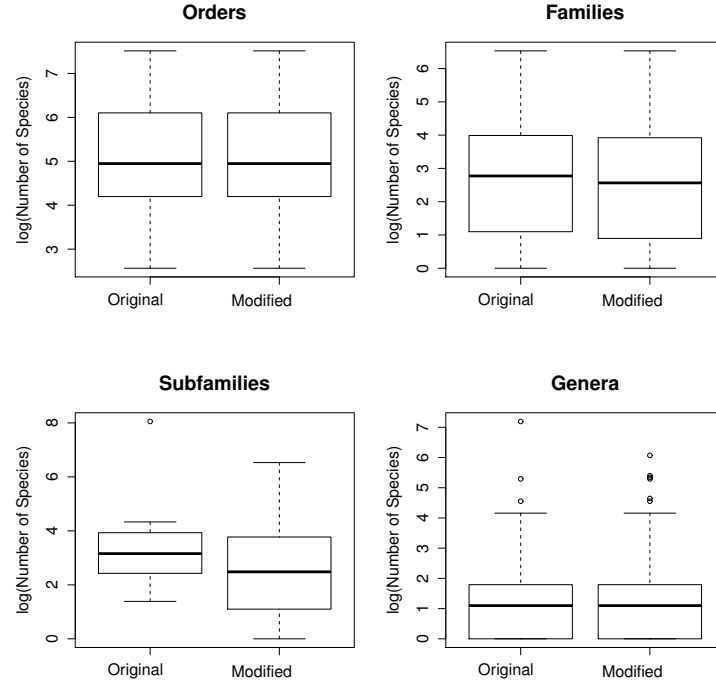 Orders
log(Number of Species)
7
6
5
4
3
Original
Modified
Families
log(Number of Species)
6
5
4
3
2
1
0
Original
Modified
Subfamilies
log(Number of Species)
8
6
4
2
0
Original
Modified
Genera
log(Number of Species)
7
6
5
4
3
2
1
0
Original
Modified